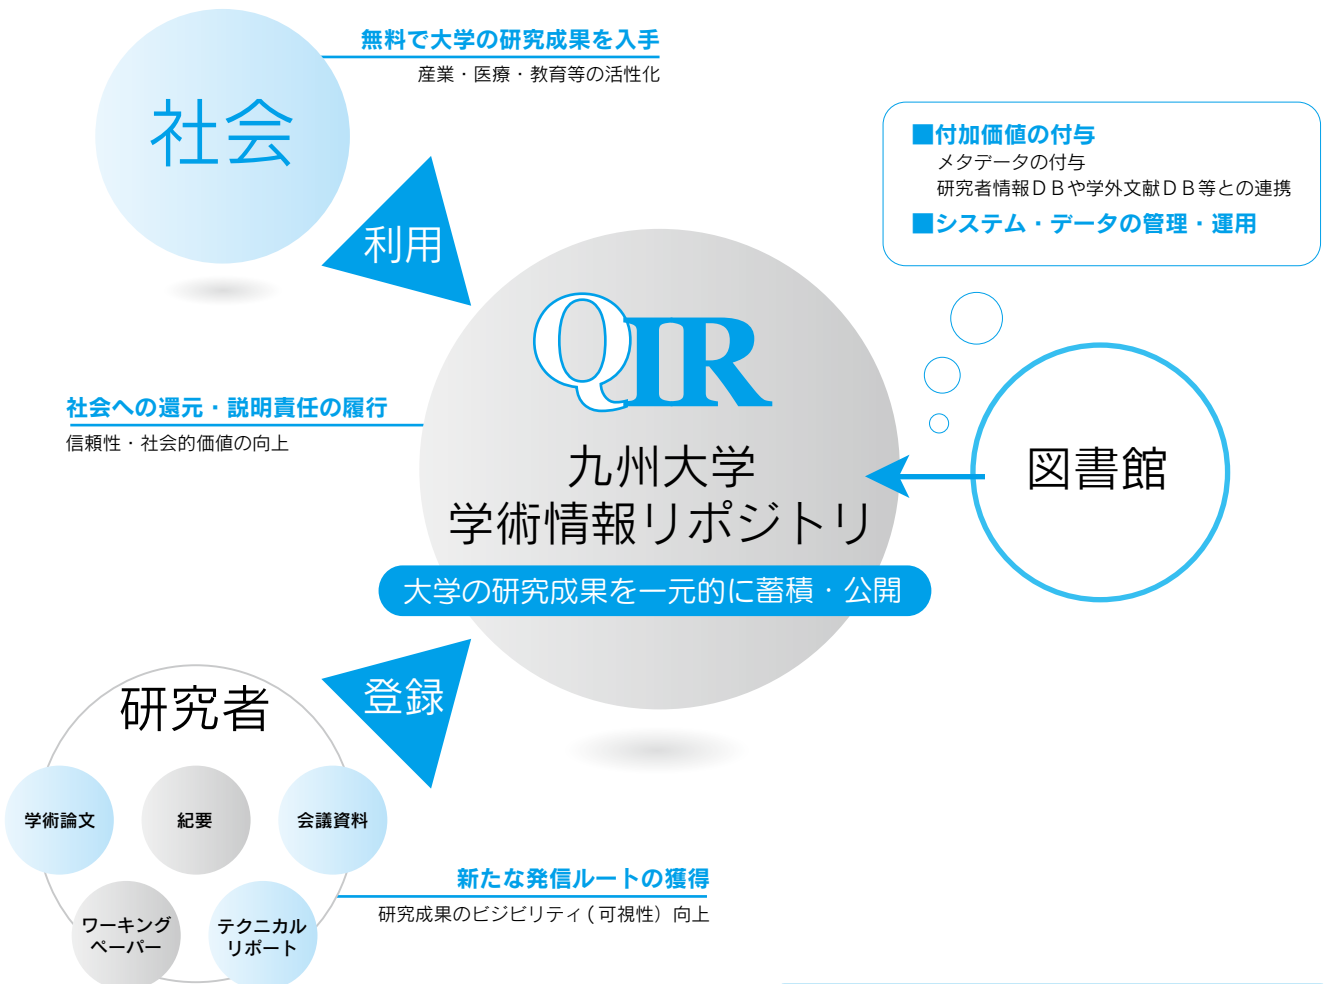 無料で大学の研究成果を入手
産業・医療・教育等の活性化
社会
利用
■付加価値の付与
メタデータの付与
研究者情報ＤＢや学外文献ＤＢ等との連携
■システム・データの管理・運用
QIR
九州大学
学術情報リポジトリ
大学の研究成果を一元的に蓄積・公開
図書館
社会への還元・説明責任の履行
信頼性・社会的価値の向上
登録
研究者
学術論文
紀要
会議資料
ワーキング
ペーパー
テクニカル
リポート
新たな発信ルートの獲得
研究成果のビジビリティ(可視性）向上